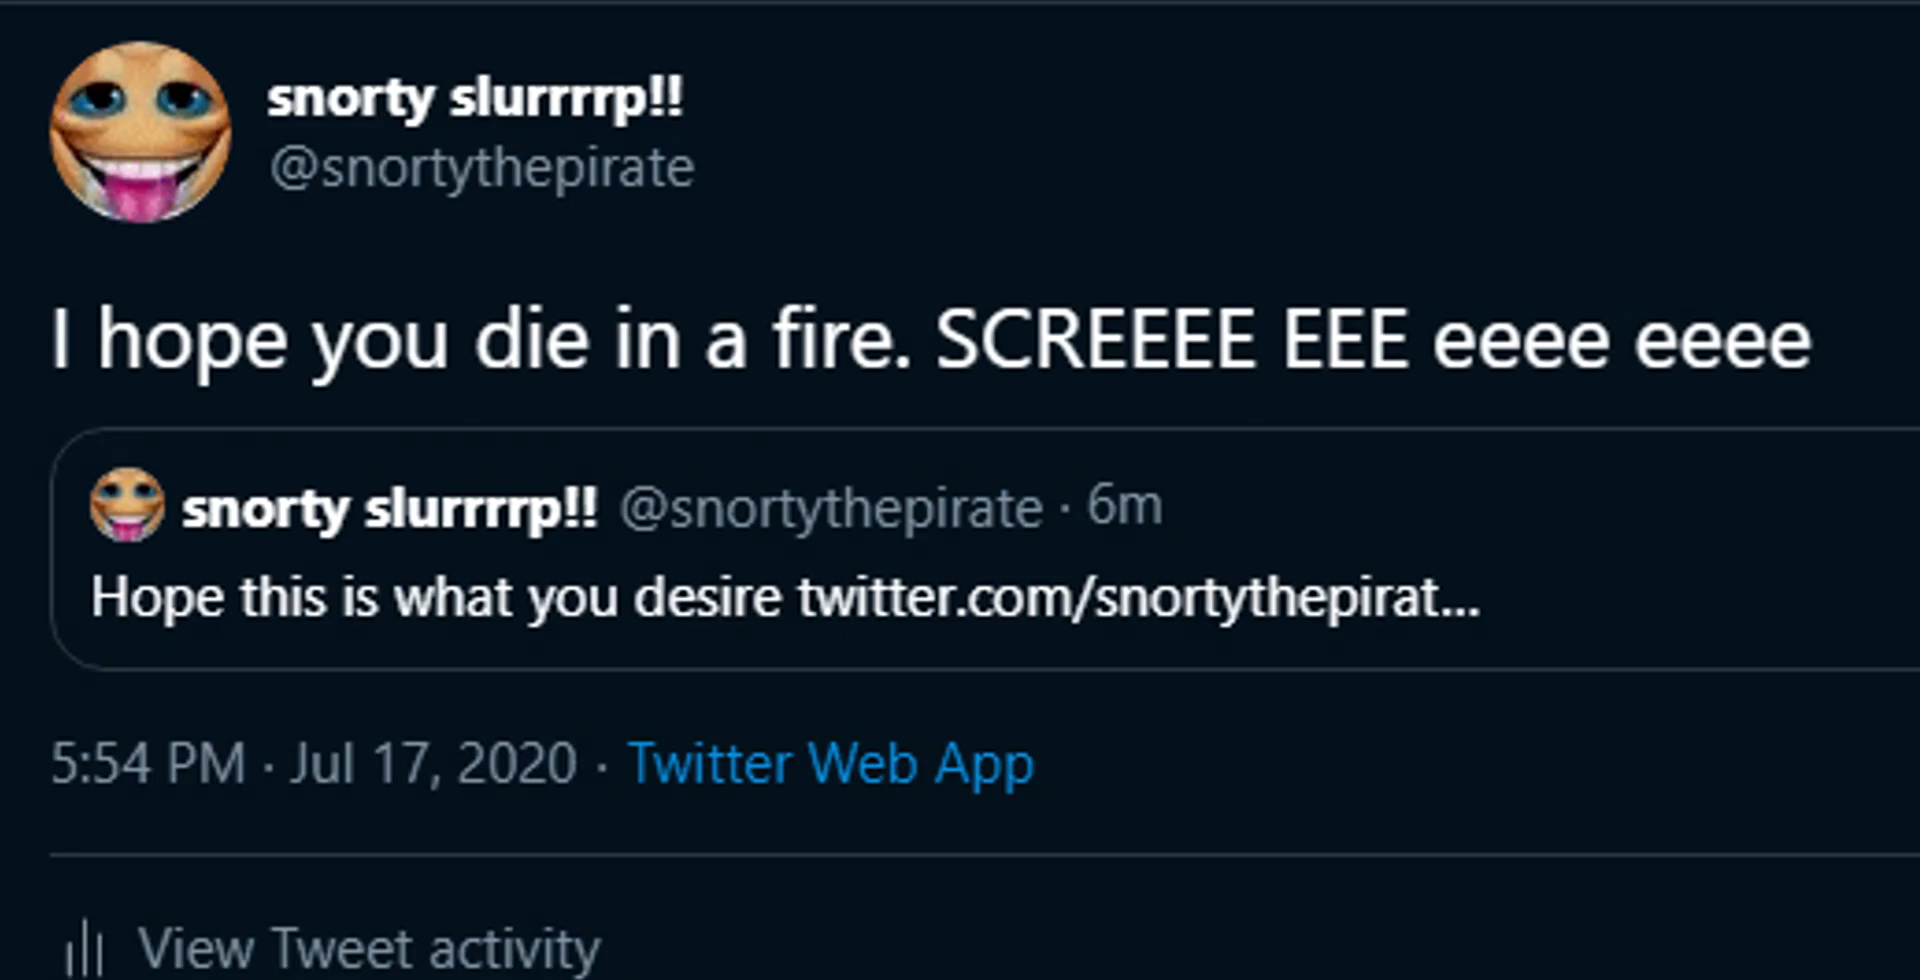 snorty slurrrrp!!
@snortythepirate
I hope you die in a fire. SCREEEE EEE eeee eeee
snorty slurrrrp!! @snortythepirate · 6m
Hope this is what you desire twitter.com/snortythepirat...
5:54 PM · Jul 17, 2020 · Twitter Web App
View Tweet activity